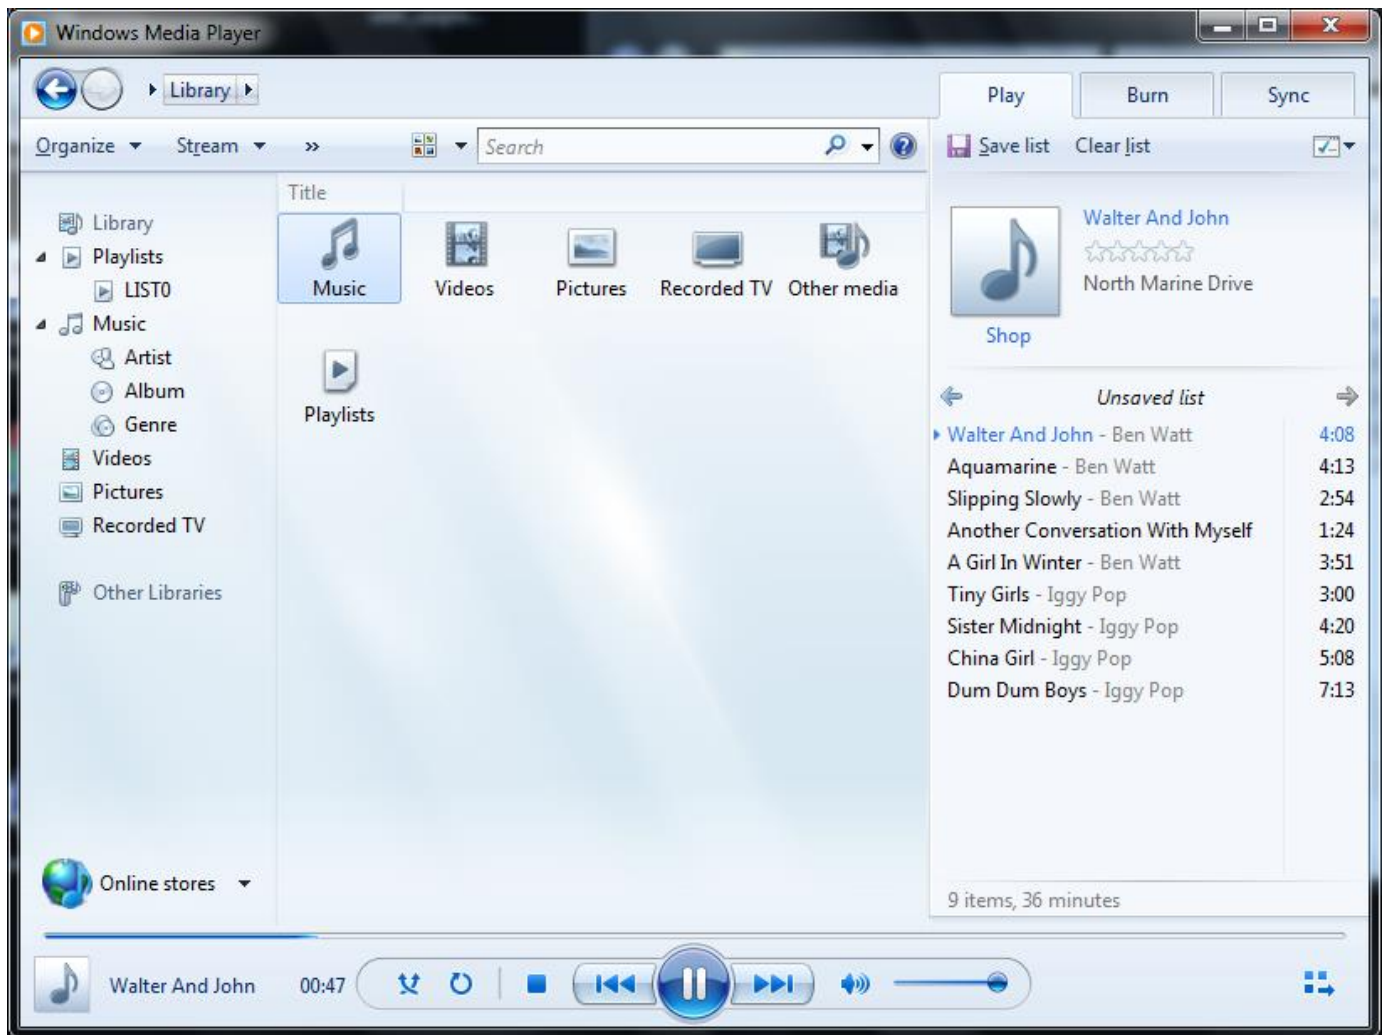 Windows Media Player
Library
Play Burn Sync
Organize Stream » Search
Save list Clear list
Title
Library
Playlists
LIST0
Music
Artist
Album
Genre
Videos
Pictures
Recorded TV
Other Libraries
Online stores
Music Videos Pictures Recorded TV Other media
Playlists
Walter And John
North Marine Drive
Shop
Unsaved list
Walter And John - Ben Watt 4:08
Aquamarine - Ben Watt 4:13
Slipping Slowly - Ben Watt 2:54
Another Conversation With Myself 1:24
A Girl In Winter - Ben Watt 3:51
Tiny Girls - Iggy Pop 3:00
Sister Midnight - Iggy Pop 4:20
China Girl - Iggy Pop 5:08
Dum Dum Boys - Iggy Pop 7:13
9 items, 36 minutes
Walter And John 00:47